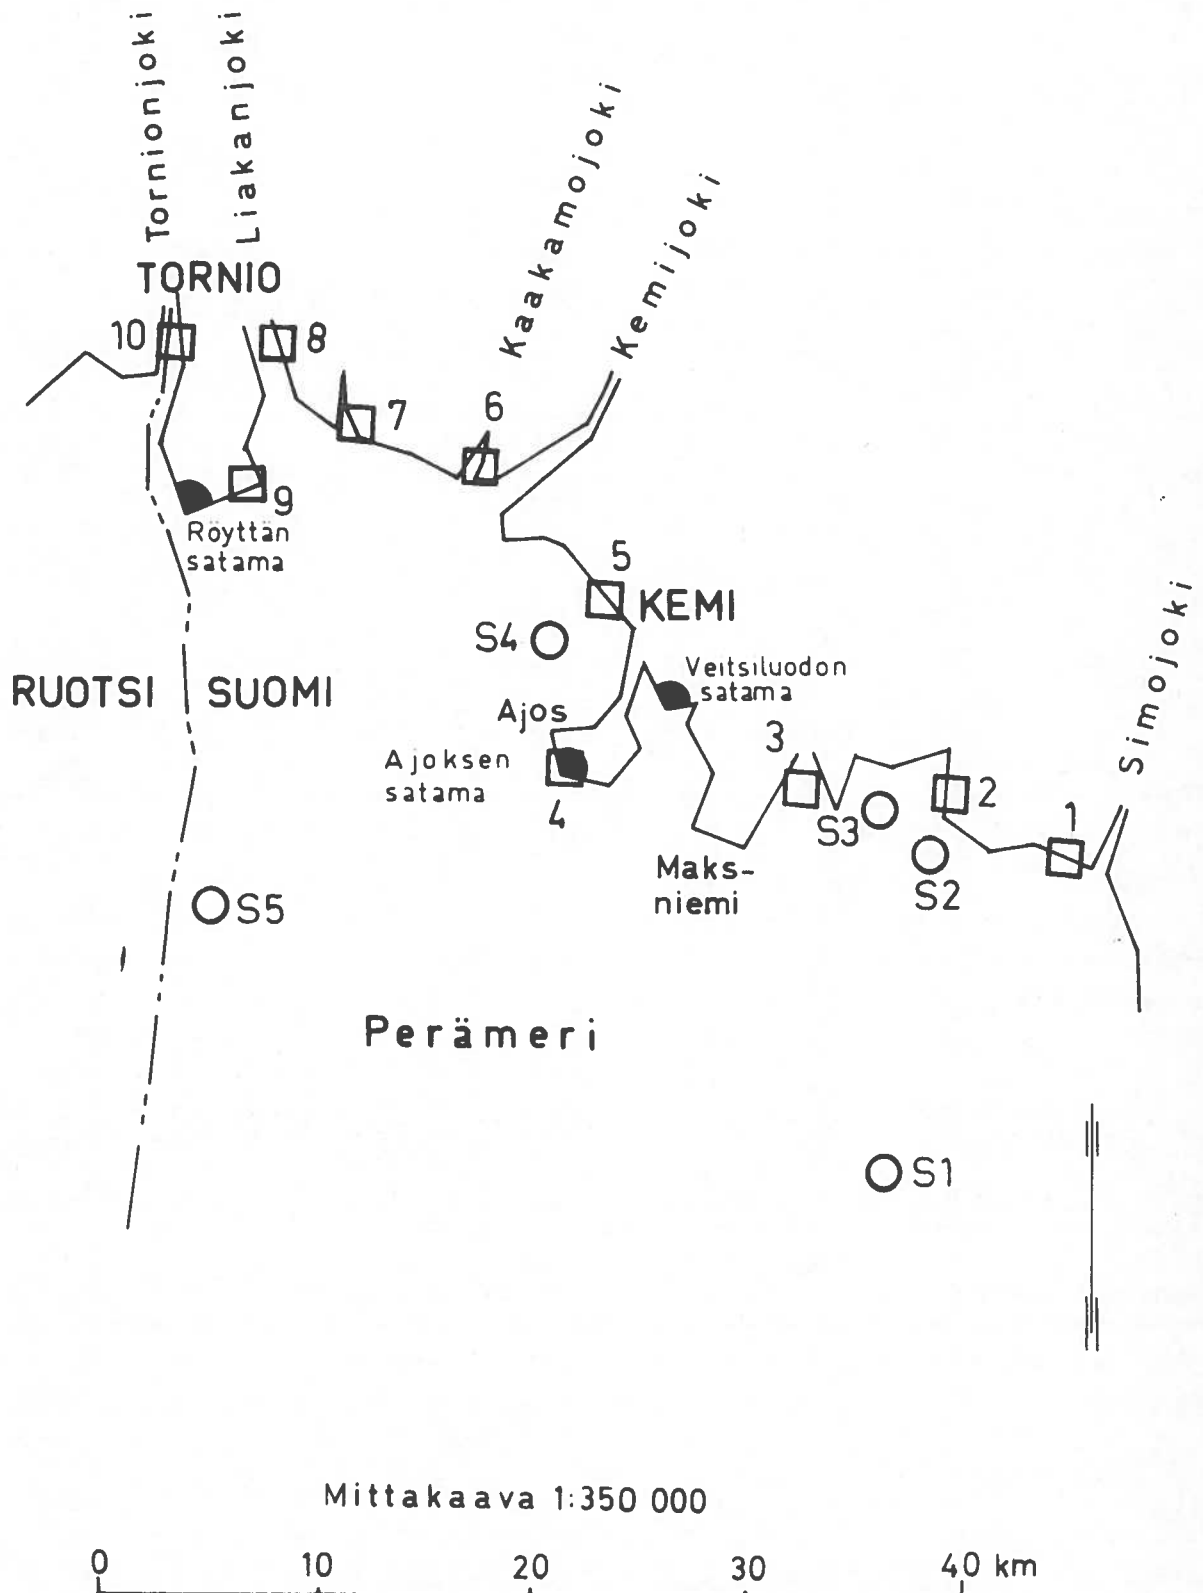 Tornionjoki
Liakanjoki
Kaakamojoki
Kemijoki
TORNIO
10
8
7
6
9
Röyttän
satama
5
KEMI
S4
RUOTSI
SUOMI
Veitsiluodon
satama
Simojoki
Ajos
Ajoksen
satama
4
3
2
1
S3
S2
Maks-
niemi
S5
Perämeri
S1
Mittakaava 1:350 000
0 10 20 30 40 km